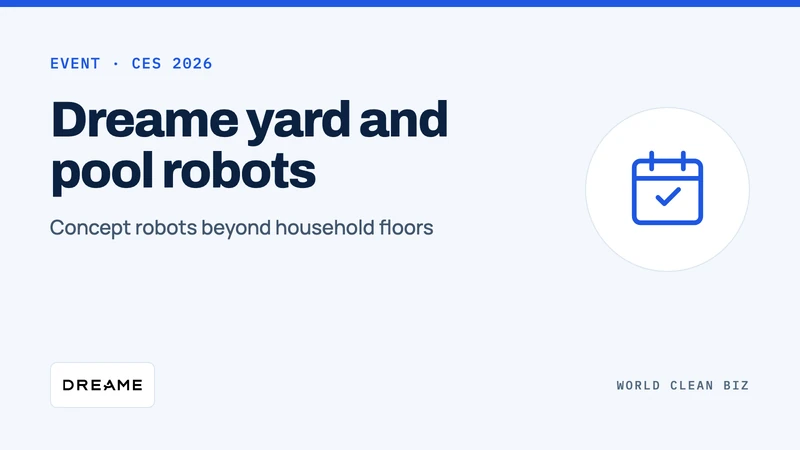 EVENT · CES 2026
Dreame yard and
pool robots
Concept robots beyond household floors
DREAME
WORLD CLEAN BIZ